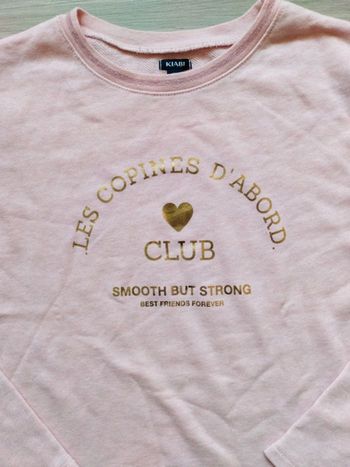 KIABI
.LES COPINES D'ABORD.
CLUB
SMOOTH BUT STRONG
BEST FRIENDS FOREVER